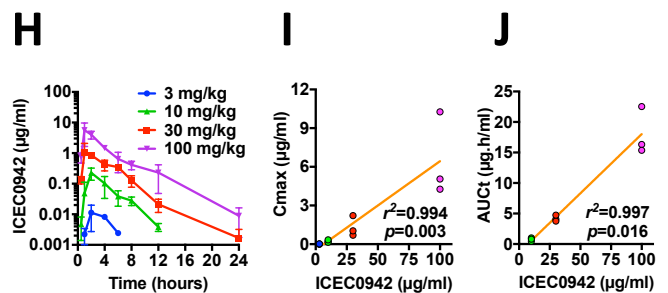 H
I
J
ICEC0942 (µg/ml)
100
10
1
0.1
0.01
0.001
0 4 8 12 16 20 24
Time (hours)
3 mg/kg
10 mg/kg
30 mg/kg
100 mg/kg
Cmax (µg/ml)
12
9
6
3
0
0 25 50 75 100
ICEC0942 (µg/ml)
r²=0.994
p=0.003
AUCt (µg.h/ml)
25
20
15
10
5
0
0 25 50 75 100
ICEC0942 (µg/ml)
r²=0.997
p=0.016